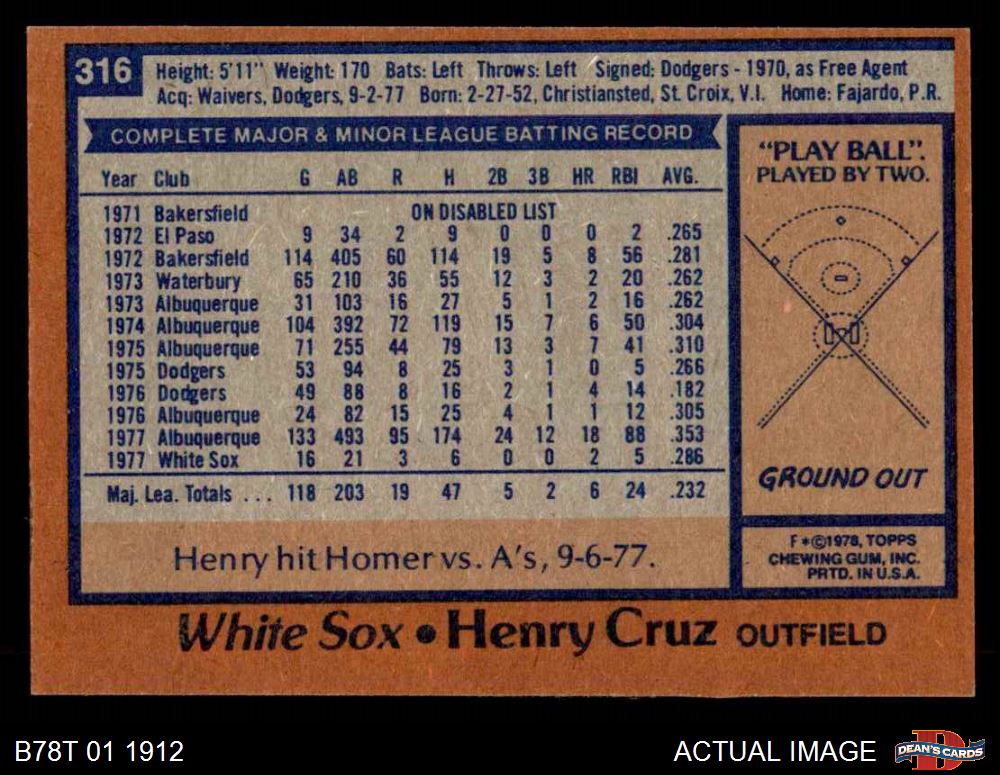 316
Height: 5'11" Weight: 170 Bats: Left Throws: Left Signed: Dodgers - 1970, as Free Agent
Acq: Waivers, Dodgers, 9-2-77 Born: 2-27-52, Christiansted, St. Croix, V.I. Home: Fajardo, P.R.
COMPLETE MAJOR & MINOR LEAGUE BATTING RECORD
Year Club G AB R H 2B 3B HR RBI AVG.
1971 Bakersfield ON DISABLED LIST
1972 El Paso 9 34 2 9 0 0 0 2 .265
1972 Bakersfield 114 405 60 114 19 5 8 56 .281
1973 Waterbury 65 210 36 55 12 3 2 20 .262
1973 Albuquerque 31 103 16 27 5 1 2 16 .262
1974 Albuquerque 104 392 72 119 15 7 6 50 .304
1975 Albuquerque 71 255 44 79 13 3 7 41 .310
1975 Dodgers 53 94 8 25 3 1 0 5 .266
1976 Dodgers 49 88 8 16 2 1 4 14 .182
1976 Albuquerque 24 82 15 25 4 1 1 12 .305
1977 Albuquerque 133 493 95 174 24 12 18 88 .353
1977 White Sox 16 21 3 6 0 0 2 5 .286
Maj. Lea. Totals ... 118 203 19 47 5 2 6 24 .232
Henry hit Homer vs. A's, 9-6-77.
"PLAY BALL".
PLAYED BY TWO.
GROUND OUT
F*©1978, TOPPS
CHEWING GUM, INC.
PRTD. IN U.S.A.
White Sox • Henry Cruz OUTFIELD
B78T 01 1912
ACTUAL IMAGE
D
DEAN'S CARDS